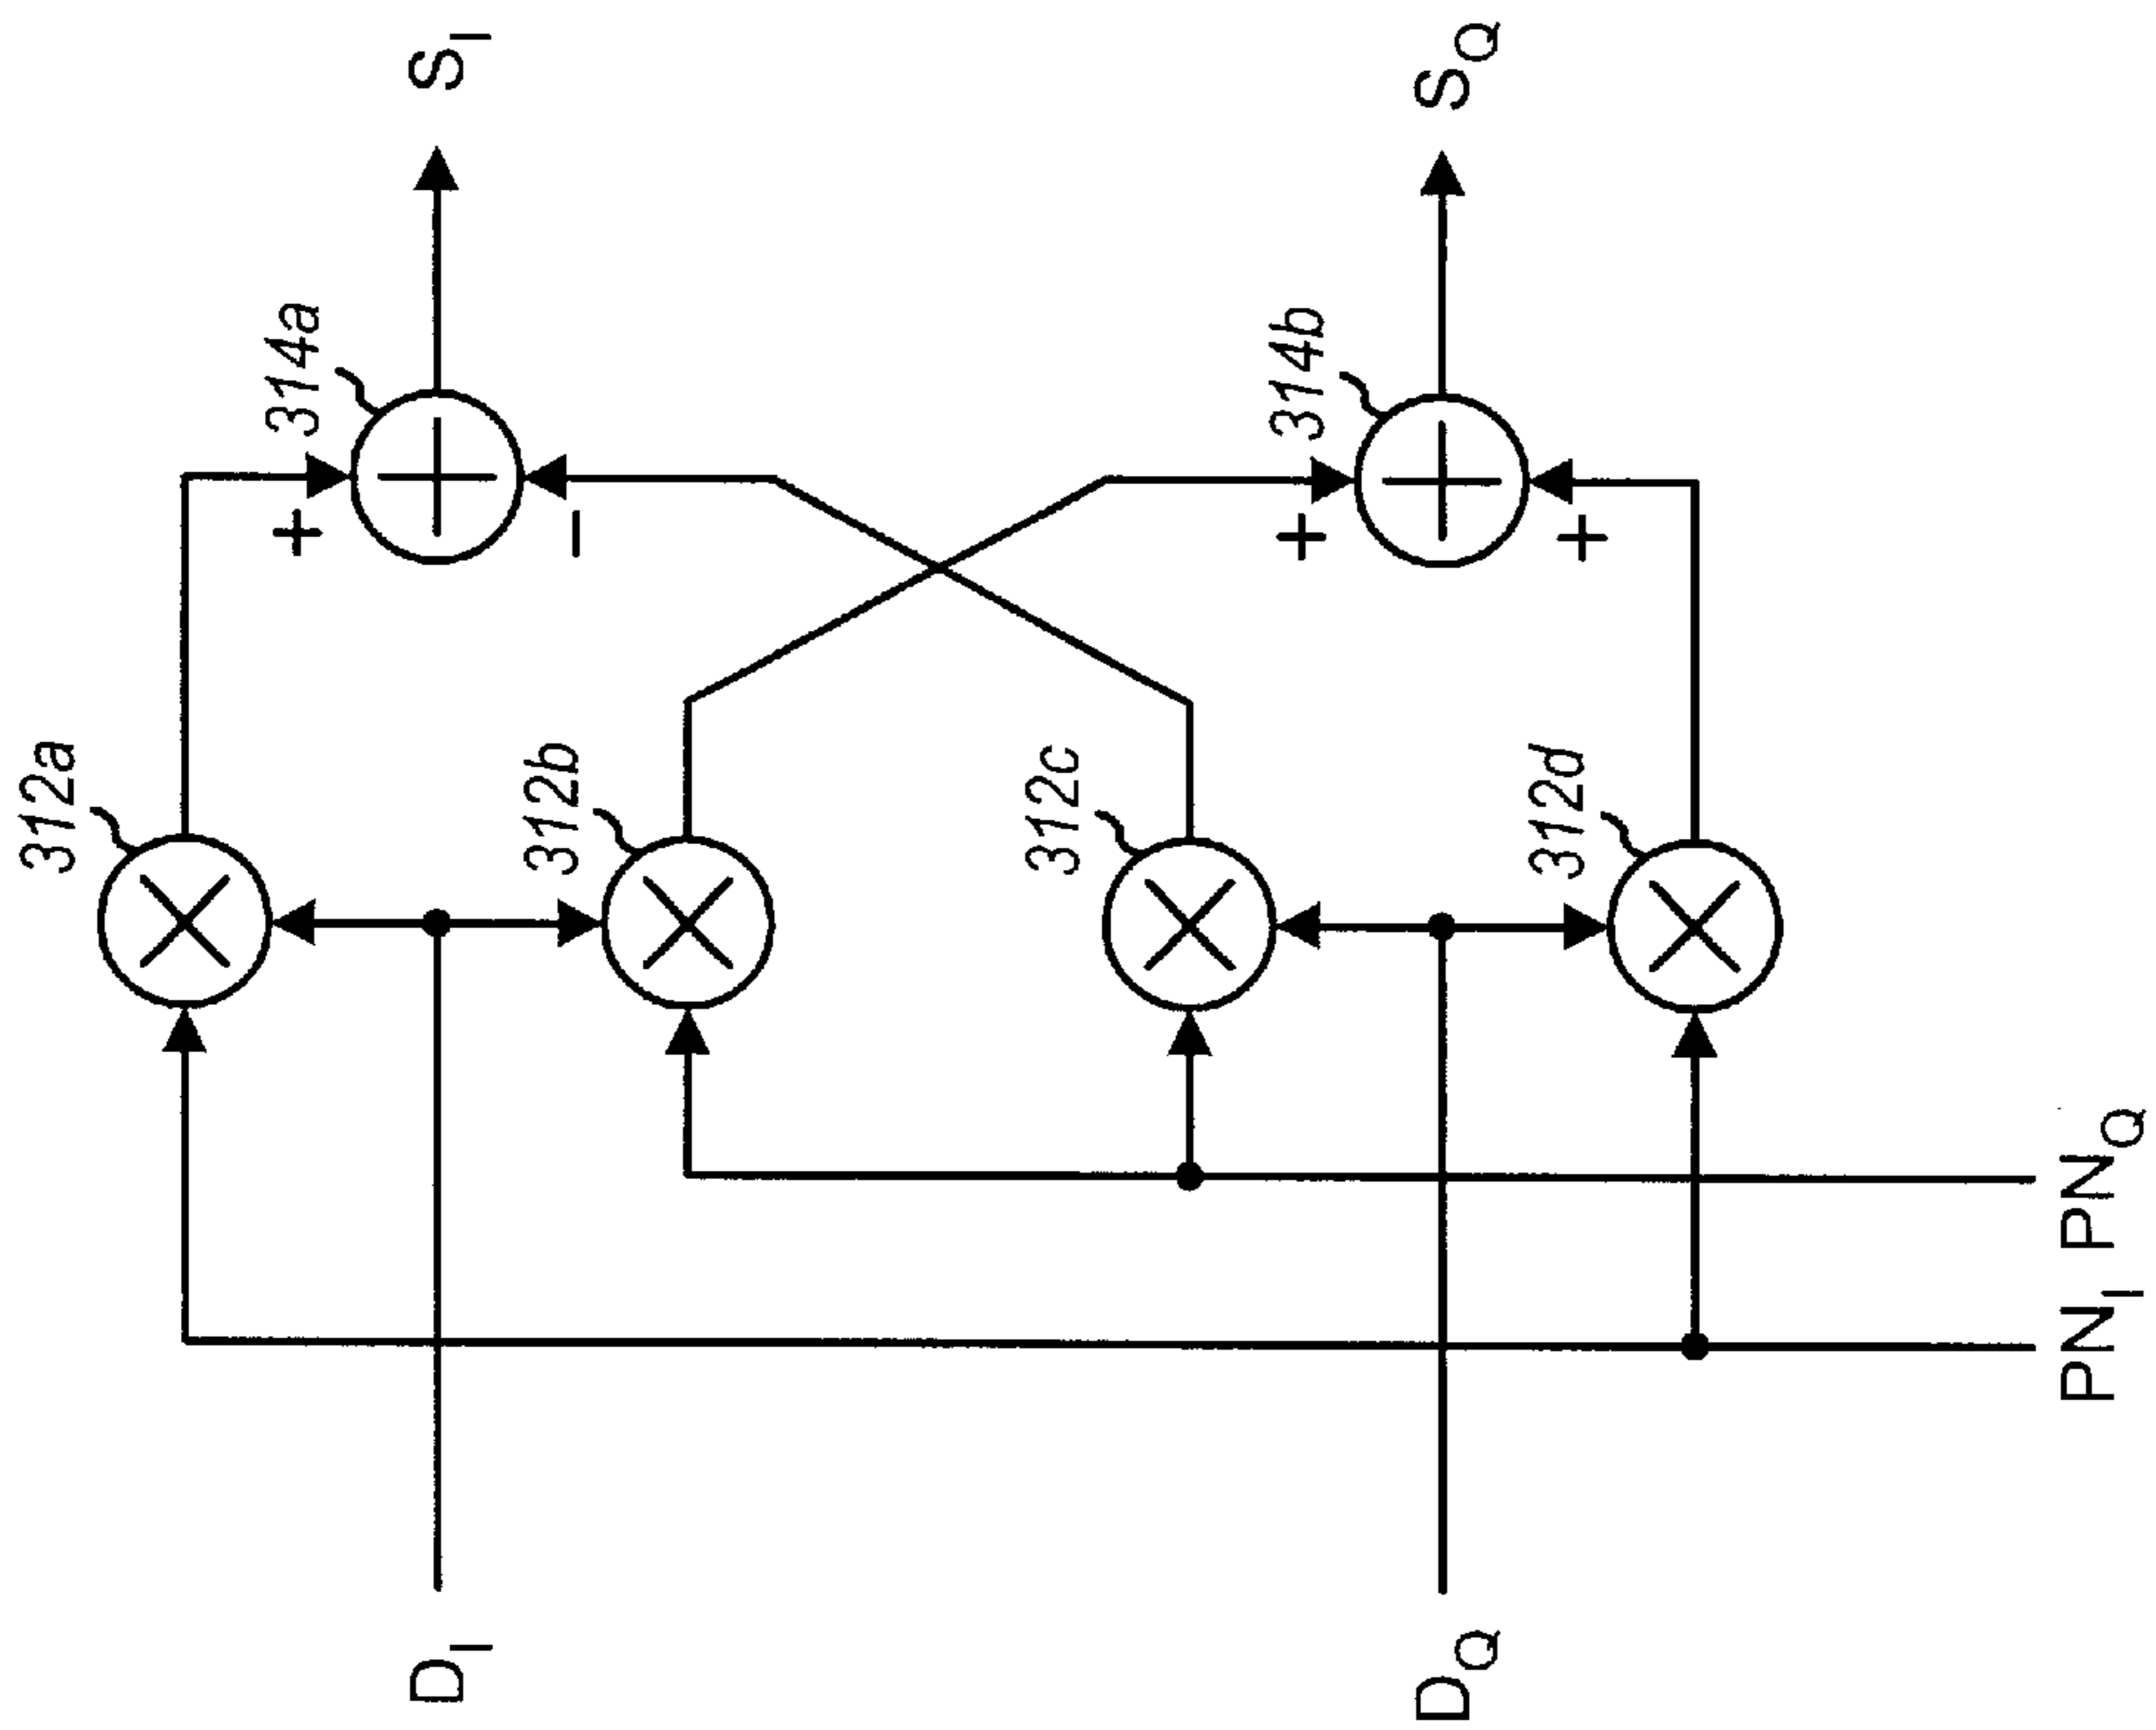 312a
314a
S_I
D_I
312b
312c
314b
S_Q
D_Q
312d
PN_I PN_Q
+
−
+
+